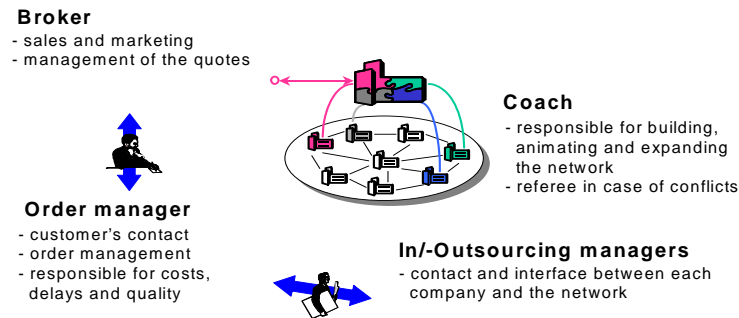 Broker
- sales and marketing
- management of the quotes
Coach
- responsible for building,
animating and expanding
the network
- referee in case of conflicts
Order manager
- customer's contact
- order management
- responsible for costs,
delays and quality
In/-Outsourcing managers
- contact and interface between each
company and the network